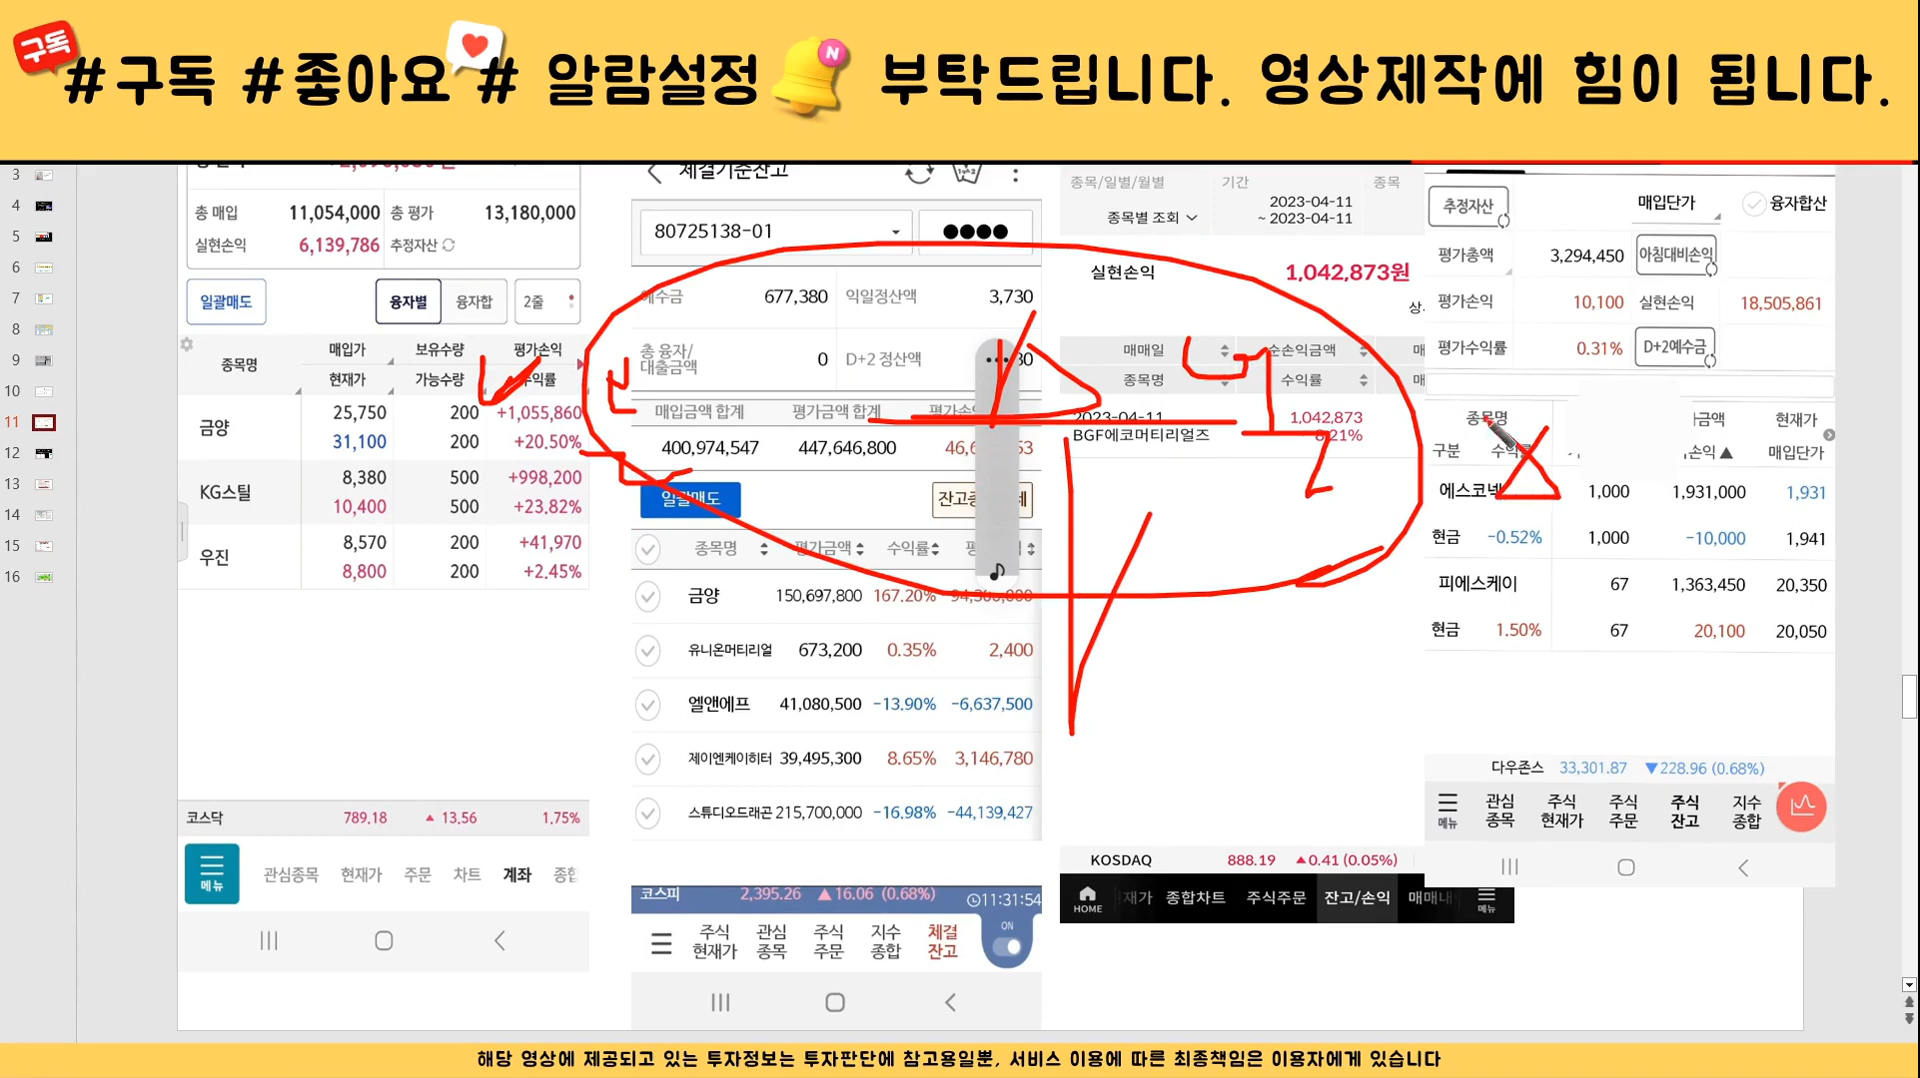 구독
#구독 #좋아요 # 알람설정 N 부탁드립니다. 영상제작에 힘이 됩니다.
3
4
5
6
7
8
9
10
11
12
13
14
15
16
총 매입 11,054,000 총 평가 13,180,000
실현손익 6,139,786 추정자산
일괄매도 융자별 융자합 2줄
종목명 매입가 보유수량 평가손익
현재가 가능수량
금양 25,750 200 +1,055,860
31,100 200 +20.50%
KG스틸 8,380 500 +998,200
10,400 500 +23.82%
우진 8,570 200 +41,970
8,800 200 +2.45%
코스닥 789.18 ▲ 13.56 1.75%
메뉴 관심종목 현재가 주문 차트 계좌 종합
체결기준잔고
80725138-01
예수금 677,380 익일정산액 3,730
총 융자/대출금액 0 D+2 정산액
매입금액 합계 평가금액 합계
400,974,547 447,646,800
일괄매도
종목명 평가금액 수익률
금양 150,697,800 167.20%
유니온머티리얼 673,200 0.35% 2,400
엘앤에프 41,080,500 -13.90% -6,637,500
제이엔케이히터 39,495,300 8.65% 3,146,780
스튜디오드래곤 215,700,000 -16.98% -44,139,427
코스피 2,395.26 ▲16.06 (0.68%) 11:31:54
주식현재가 관심종목 주식주문 지수종합 체결잔고 ON
종목/일별/월별 기간 종목
종목별 조회 2023-04-11
~ 2023-04-11
실현손익 1,042,873원
매매일 순손익금액
종목명 수익률
2023-04-11 1,042,873
BGF에코머티리얼즈
KOSDAQ 888.19 ▲0.41 (0.05%)
HOME 종합차트 주식주문 잔고/손익 매매내 메뉴
추정자산 매입단가 융자합산
평가총액 3,294,450 아침대비손익
평가손익 10,100 실현손익 18,505,861
평가수익률 0.31% D+2예수금
종목명 현재가
구분 매입단가
에스코넥 1,000 1,931,000 1,931
현금 -0.52% 1,000 -10,000 1,941
피에스케이 67 1,363,450 20,350
현금 1.50% 67 20,100 20,050
다우존스 33,301.87 ▼228.96 (0.68%)
메뉴 관심종목 주식현재가 주식주문 주식잔고 지수종합
해당 영상에 제공되고 있는 투자정보는 투자판단에 참고용일뿐, 서비스 이용에 따른 최종책임은 이용자에게 있습니다